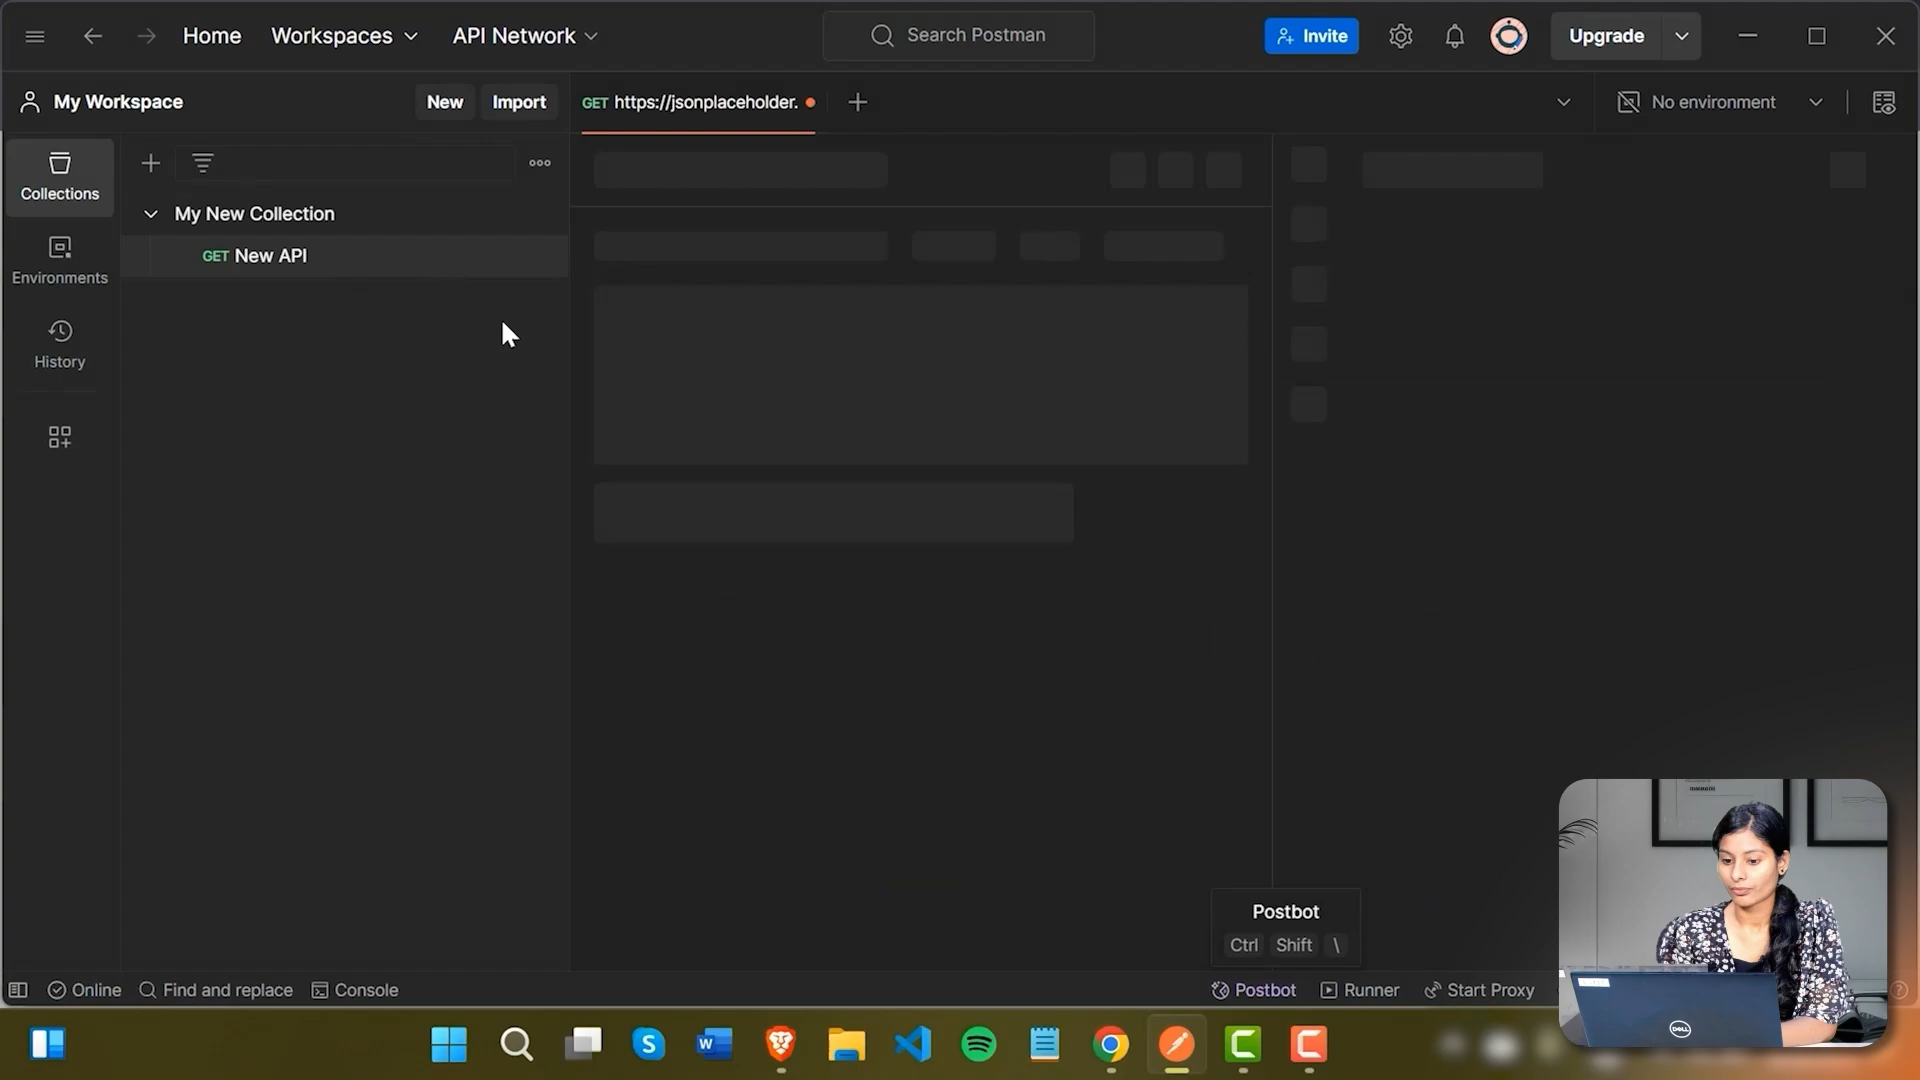 Home
Workspaces
API Network
Search Postman
Invite
Upgrade
My Workspace
New
Import
GET https://jsonplaceholder.
No environment
Collections
My New Collection
GET New API
Environments
History
Postbot
Ctrl Shift \
Online
Find and replace
Console
Postbot
Runner
Start Proxy
S
W
DELL